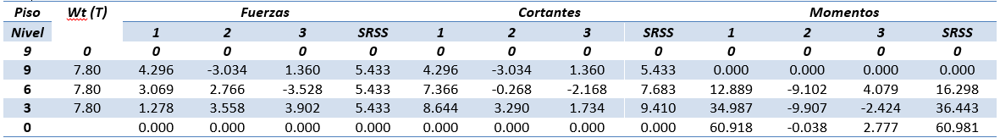 Piso Wt (T) Fuerzas Cortantes Momentos
Nivel 1 2 3 SRSS 1 2 3 SRSS 1 2 3 SRSS
9 0 0 0 0 0 0 0 0 0 0 0 0 0
9 7.80 4.296 -3.034 1.360 5.433 4.296 -3.034 1.360 5.433 0.000 0.000 0.000 0.000
6 7.80 3.069 2.766 -3.528 5.433 7.366 -0.268 -2.168 7.683 12.889 -9.102 4.079 16.298
3 7.80 1.278 3.558 3.902 5.433 8.644 3.290 1.734 9.410 34.987 -9.907 -2.424 36.443
0 0.000 0.000 0.000 0.000 0.000 0.000 0.000 0.000 60.918 -0.038 2.777 60.981